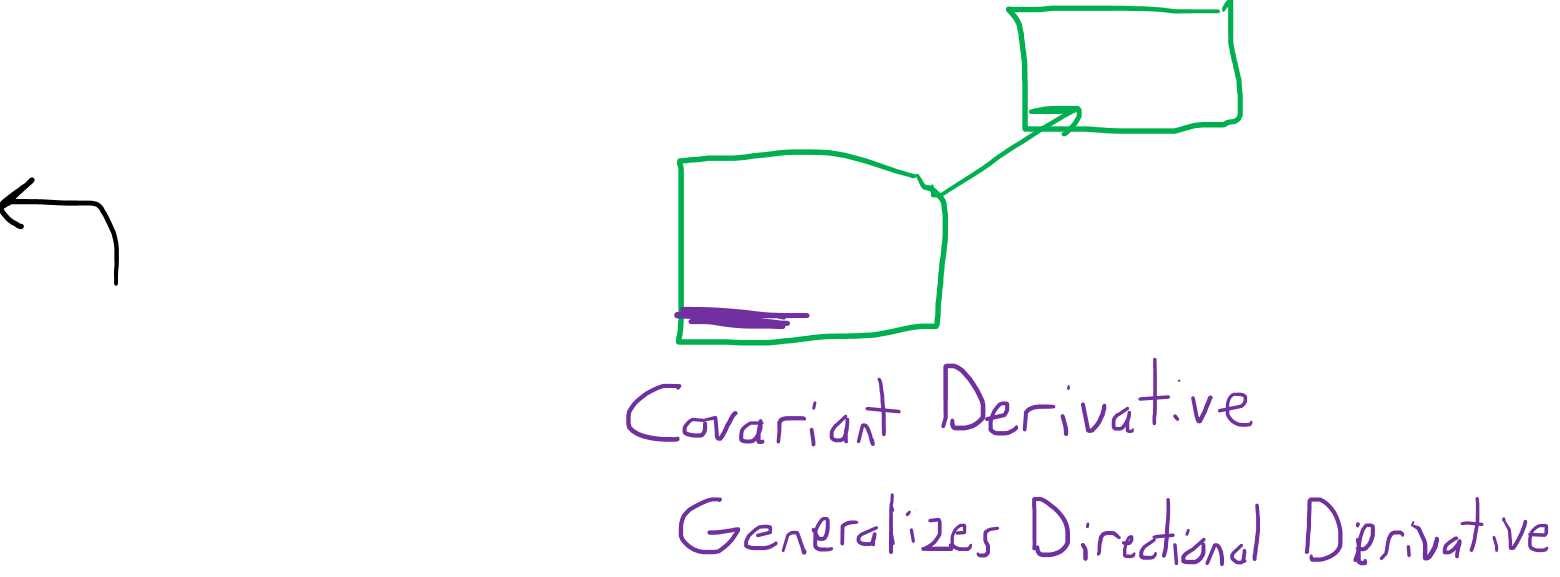 Covariant Derivative
Generalizes Directional Derivative